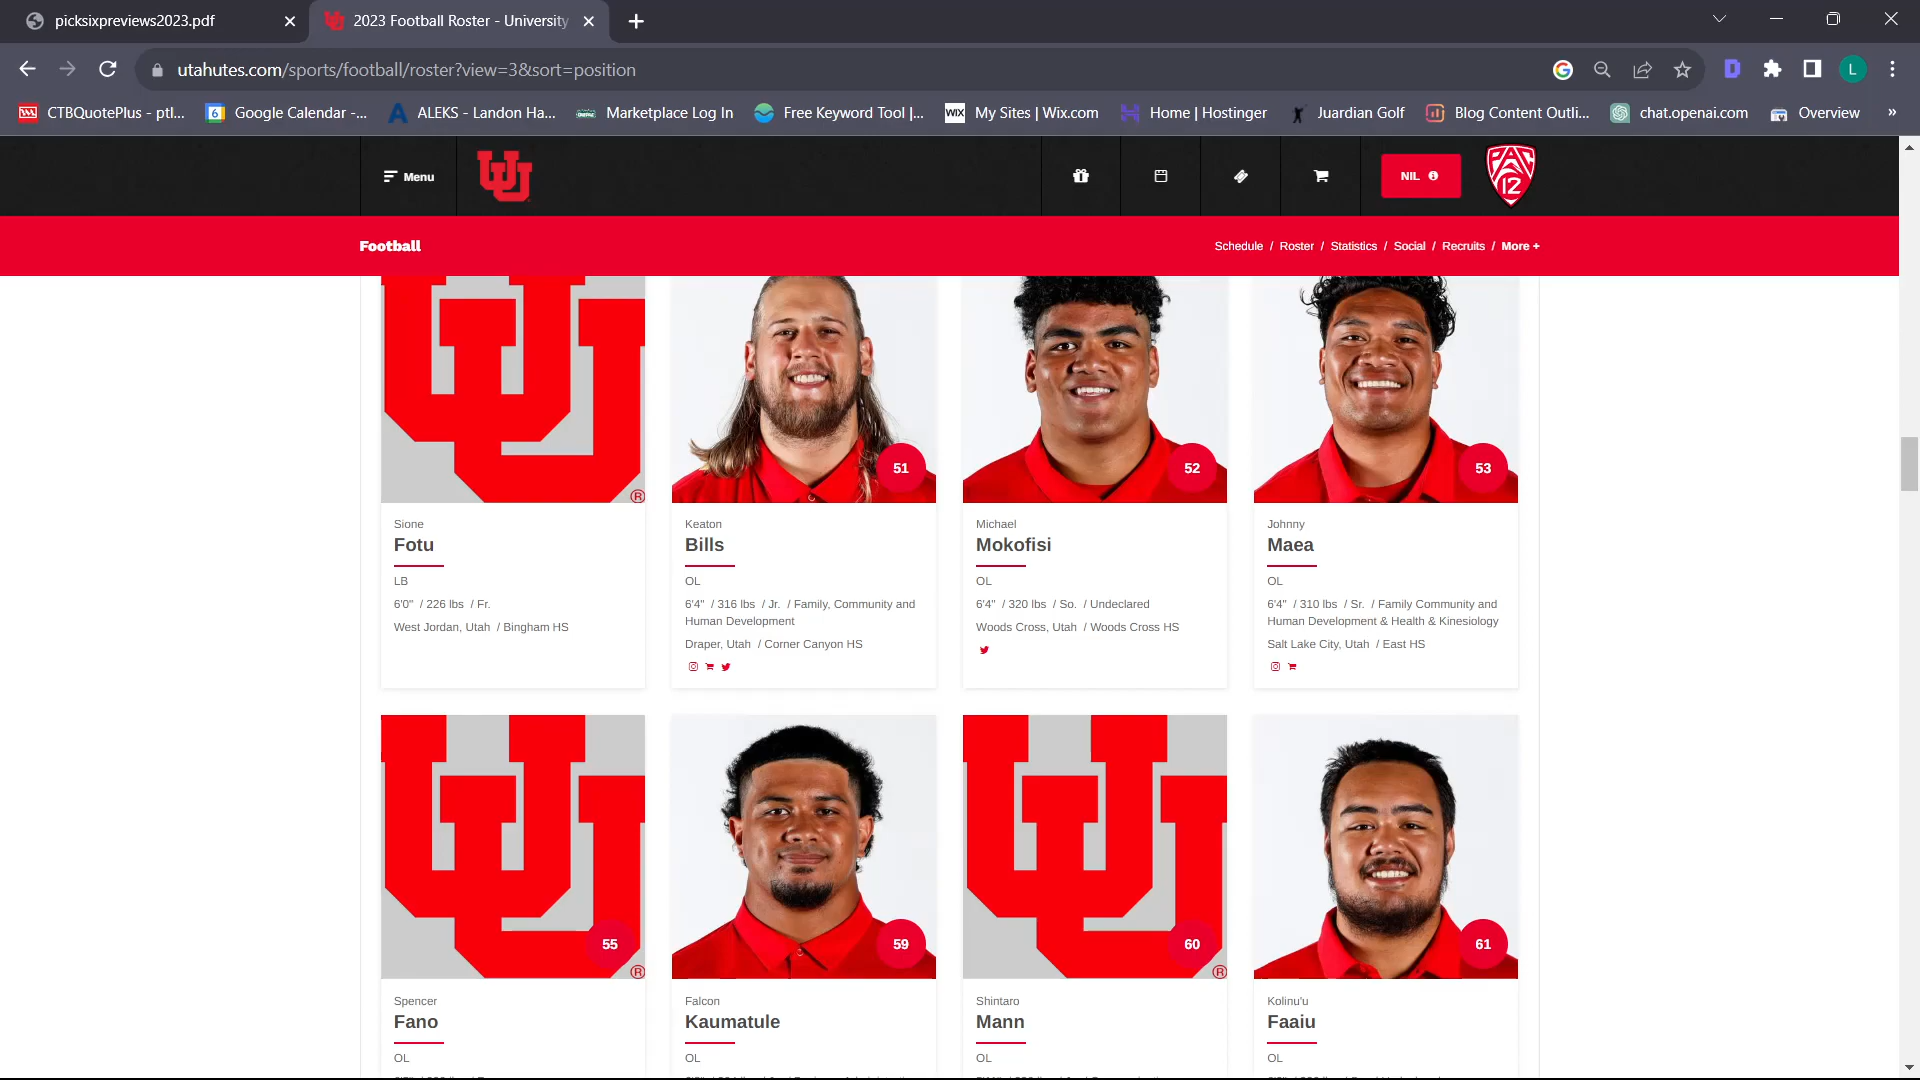 picksixpreviews2023.pdf
2023 Football Roster - University
utahutes.com/sports/football/roster?view=3&sort=position
L
CTBQuotePlus - ptl...
6 Google Calendar -...
ALEKS - Landon Ha...
Marketplace Log In
Free Keyword Tool |...
WIX My Sites | Wix.com
Home | Hostinger
Juardian Golf
Blog Content Outli...
chat.openai.com
Overview
»
Menu
NIL
PAC 12
Football
Schedule / Roster / Statistics / Social / Recruits / More +
51
52
53
Sione
Fotu
LB
6'0" / 226 lbs / Fr.
West Jordan, Utah / Bingham HS
Keaton
Bills
OL
6'4" / 316 lbs / Jr. / Family, Community and
Human Development
Draper, Utah / Corner Canyon HS
Michael
Mokofisi
OL
6'4" / 320 lbs / So. / Undeclared
Woods Cross, Utah / Woods Cross HS
Johnny
Maea
OL
6'4" / 310 lbs / Sr. / Family Community and
Human Development & Health & Kinesiology
Salt Lake City, Utah / East HS
55
59
60
61
Spencer
Fano
OL
Falcon
Kaumatule
OL
Shintaro
Mann
OL
Kolinu'u
Faaiu
OL